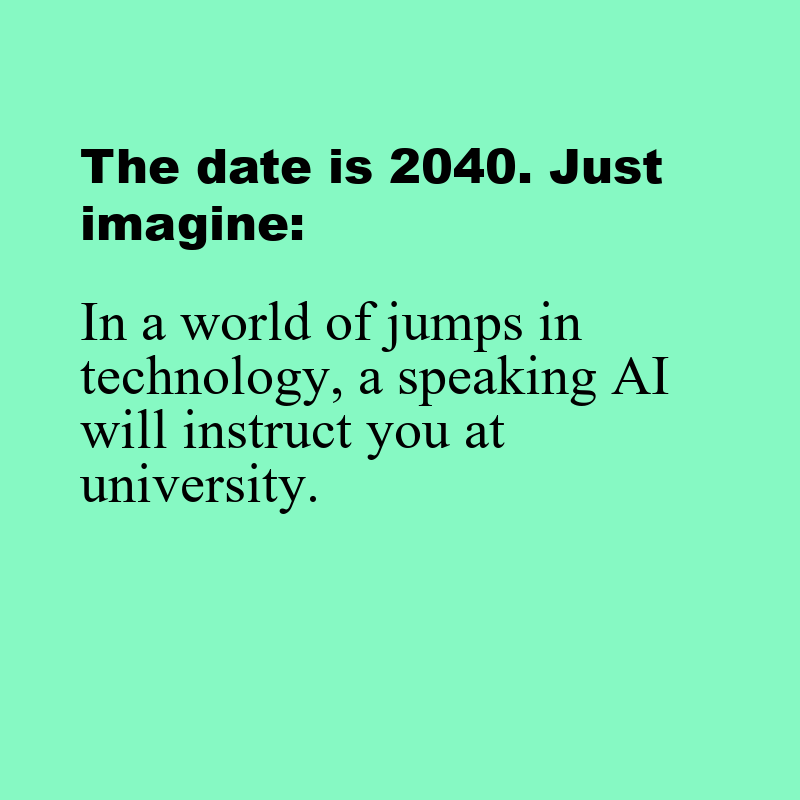 The date is 2040. Just
imagine:
In a world of jumps in
technology, a speaking AI
will instruct you at
university.